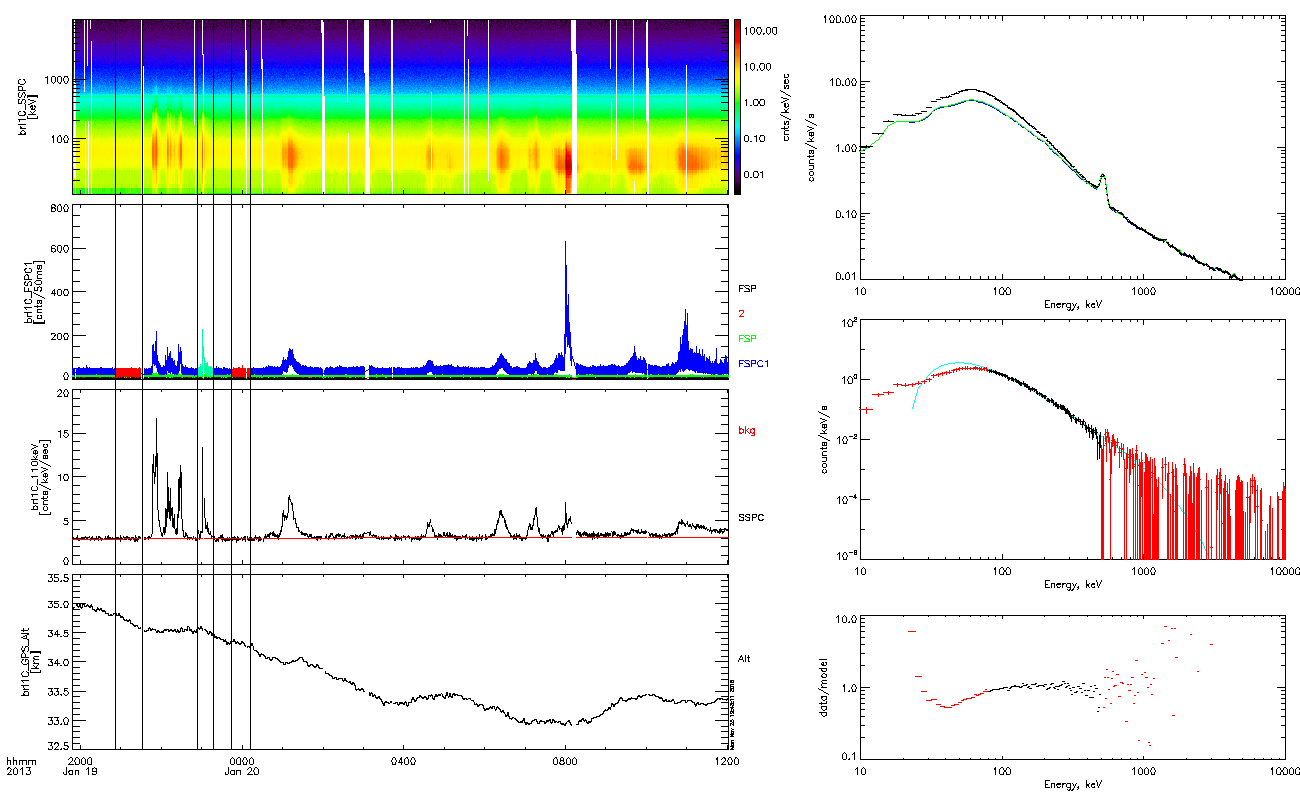 brl1C_SSPC
[keV]
1000
100
100.00
10.00
1.00
0.10
0.01
cnts/keV/sec
brl1C_FSPC1
[cnts/50ms]
800
600
400
200
0
FSP
2
FSP
FSPC1
brl1C_110keV
[cnts/keV/sec]
20
15
10
5
0
bkg
SSPC
brl1C_GPS_Alt
[km]
35.5
35.0
34.5
34.0
33.5
33.0
32.5
Alt
hhmm
2013
2000
Jan 19
0000
Jan 20
0400
0800
1200
counts/keV/s
100.00
10.00
1.00
0.10
0.01
10
100
1000
10000
Energy, keV
counts/keV/s
10²
10⁰
10⁻²
10⁻⁴
10⁻⁶
10
100
1000
10000
Energy, keV
data/model
10.0
1.0
0.1
10
100
1000
10000
Energy, keV